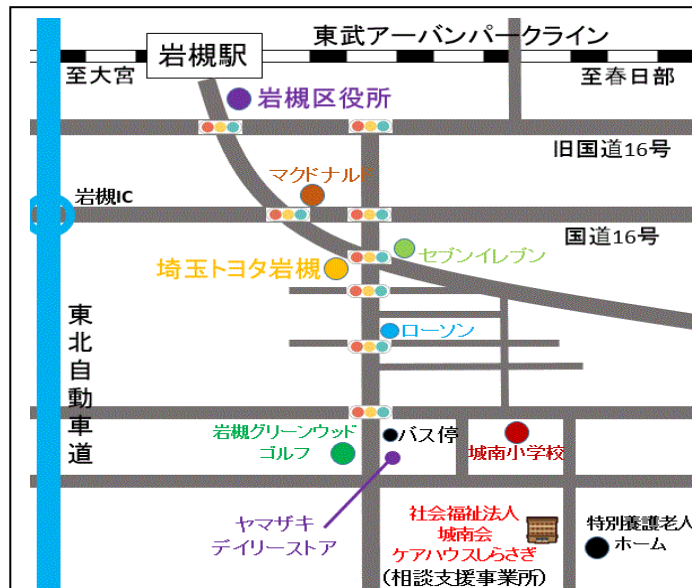 東武アーバンパークライン
岩槻駅
至大宮
至春日部
岩槻区役所
旧国道16号
マクドナルド
岩槻IC
国道16号
セブンイレブン
埼玉トヨタ岩槻
東北自動車道
ローソン
岩槻グリーンウッド
ゴルフ
バス停
城南小学校
ヤマザキ
デイリーストア
社会福祉法人
城南会
ケアハウスしらさぎ
(相談支援事業所)
特別養護老人
ホーム